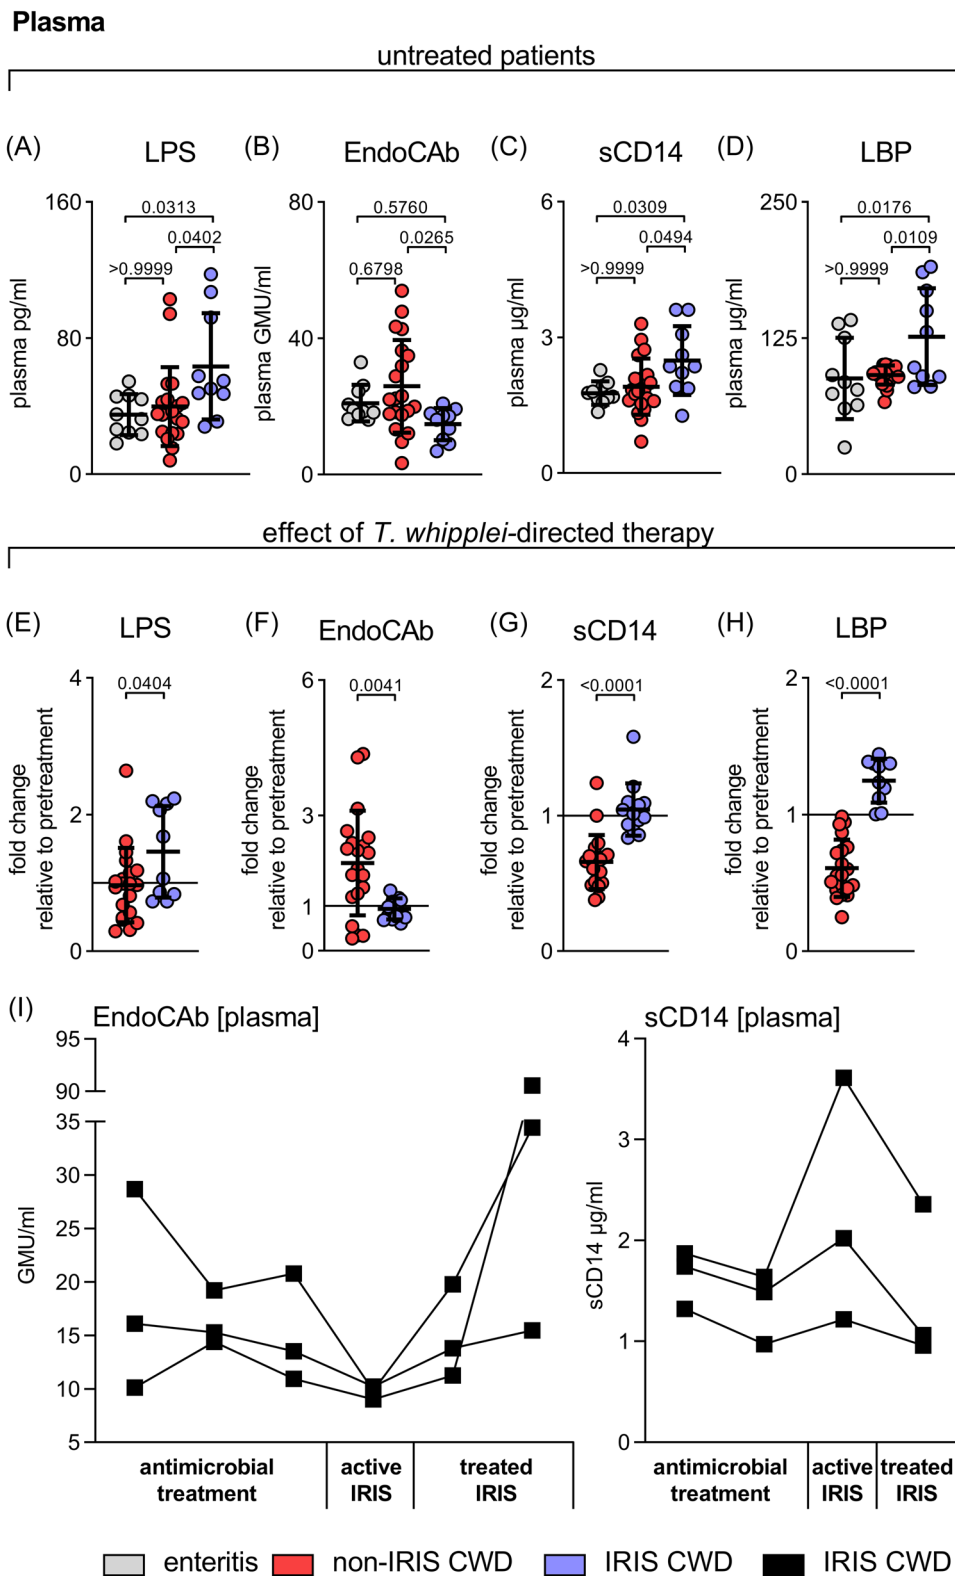 Plasma
untreated patients
(A) LPS (B) EndoCAb (C) sCD14 (D) LBP
160 80 6 250
0.0313 0.5760 0.0309 0.0176
0.0402 0.0265 0.0494 0.0109
>0.9999 0.6798 >0.9999 >0.9999
plasma pg/ml plasma GMU/ml plasma µg/ml plasma µg/ml
80 40 3 125
0 0 0 0
effect of T. whipplei-directed therapy
(E) LPS (F) EndoCAb (G) sCD14 (H) LBP
4 6 2 2
0.0404 0.0041 <0.0001 <0.0001
fold change fold change fold change fold change
relative to pretreatment relative to pretreatment relative to pretreatment relative to pretreatment
2 3 1 1
1 1
0 0 0 0
(I) EndoCAb [plasma] sCD14 [plasma]
95 4
90
35
30 3
25
GMU/ml sCD14 µg/ml
20 2
15
10 1
5 0
antimicrobial active treated antimicrobial active treated
treatment IRIS IRIS treatment IRIS IRIS
enteritis non-IRIS CWD IRIS CWD IRIS CWD